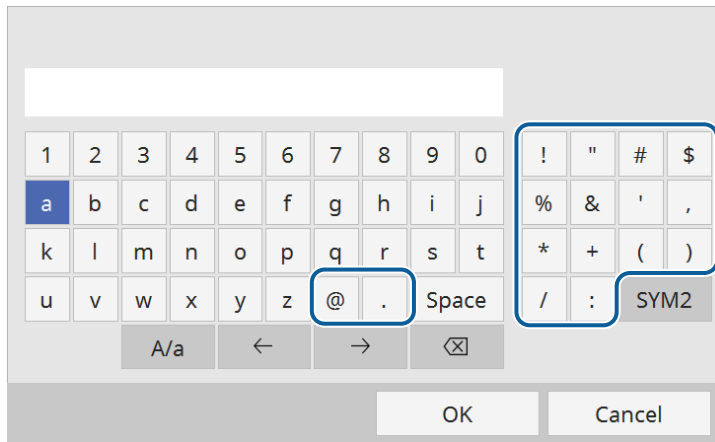 1 2 3 4 5 6 7 8 9 0 ! " # $
a b c d e f g h i j % & ' ,
k l m n o p q r s t * + ( )
u v w x y z @ . Space / : SYM2
A/a ← → ⌫
OK Cancel